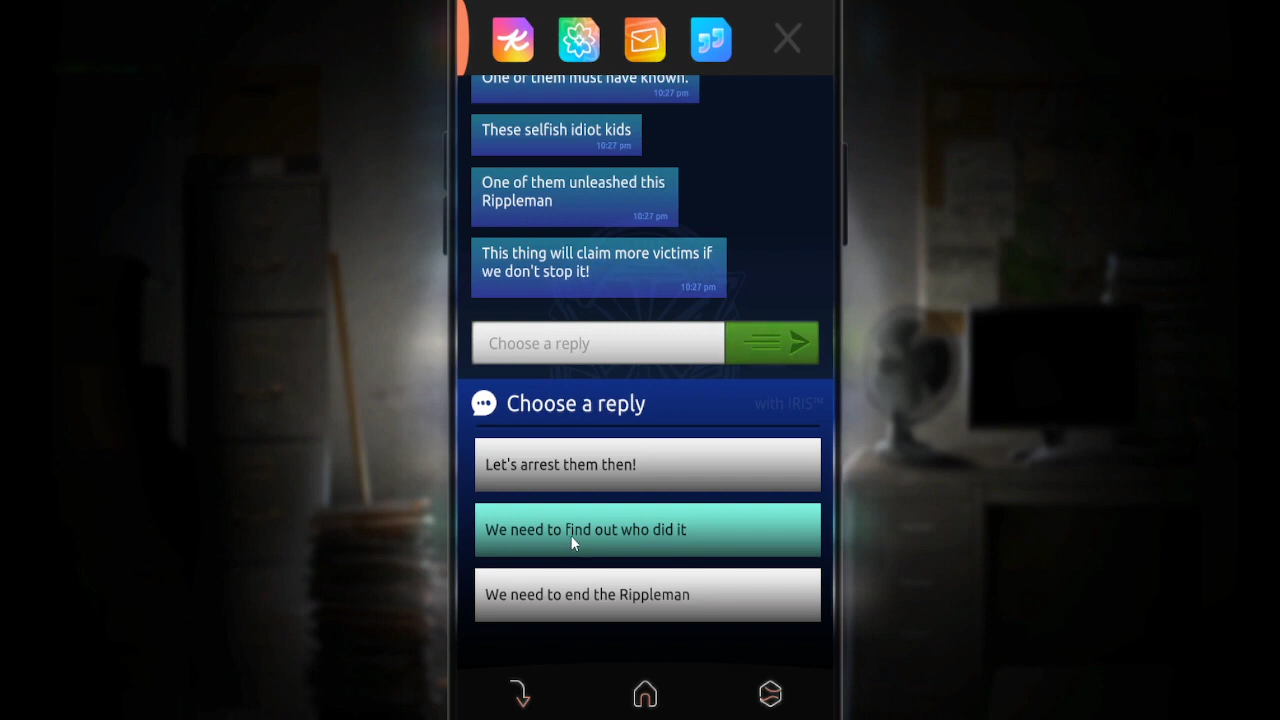 One of them must have known.
10:27 pm
These selfish idiot kids
10:27 pm
One of them unleashed this
Rippleman
10:27 pm
This thing will claim more victims if
we don't stop it!
10:27 pm
Choose a reply
Choose a reply
with IRIS™
Let's arrest them then!
We need to find out who did it
We need to end the Rippleman